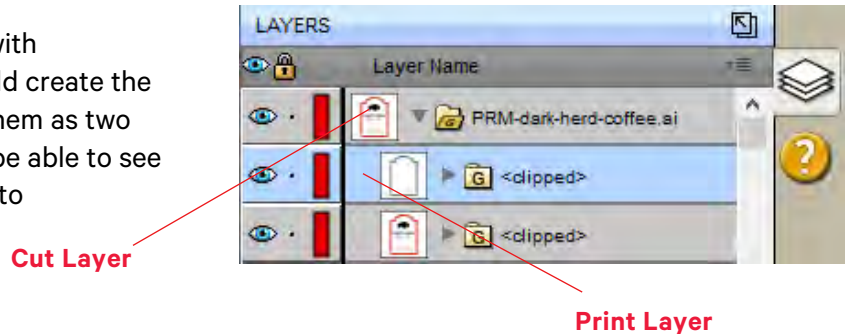 with
ld create the
hem as two
be able to see
to
Cut Layer
LAYERS
Layer Name
PRM-dark-herd-coffee.ai
G <clipped>
G <clipped>
Print Layer